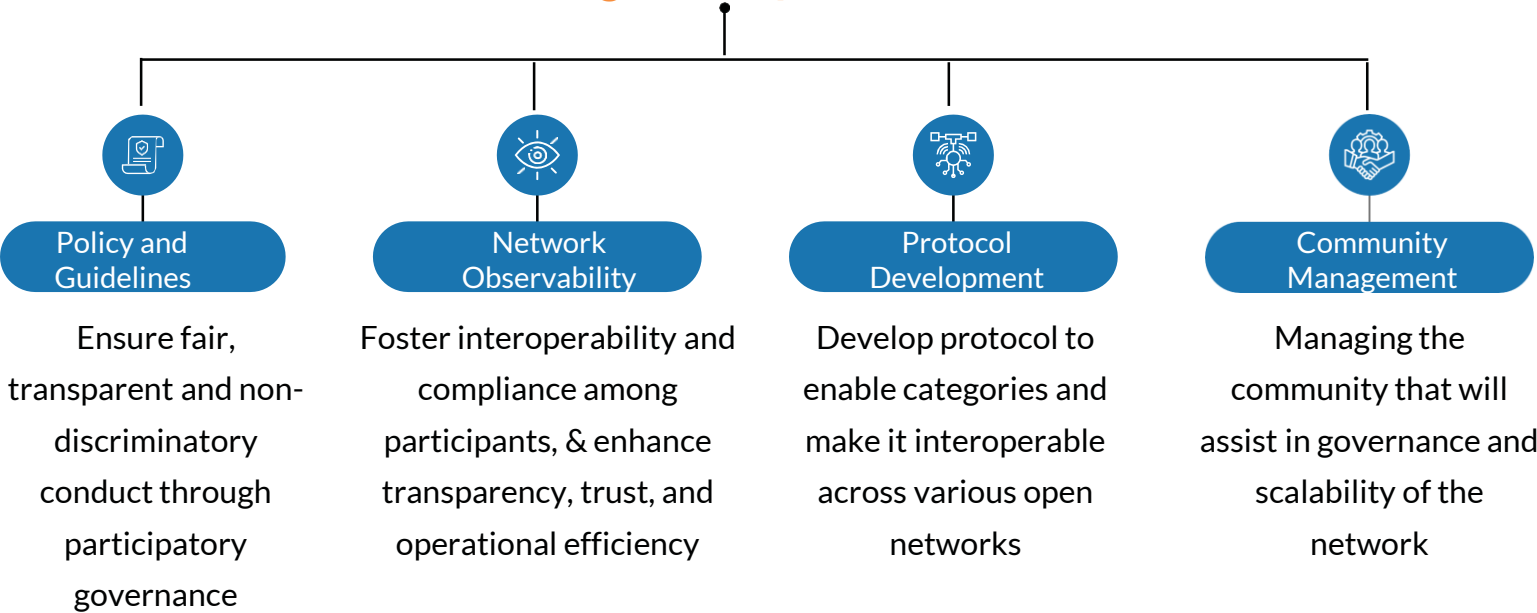 Policy and
Guidelines
Ensure fair,
transparent and non-
discriminatory
conduct through
participatory
governance
Network
Observability
Foster interoperability and
compliance among
participants, & enhance
transparency, trust, and
operational efficiency
Protocol
Development
Develop protocol to
enable categories and
make it interoperable
across various open
networks
Community
Management
Managing the
community that will
assist in governance and
scalability of the
network